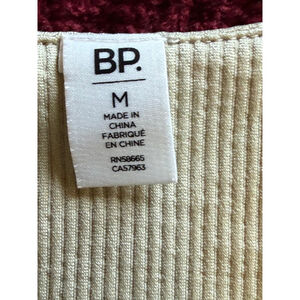 BP.
M
MADE IN
CHINA
FABRIQUÉ
EN CHINE
RN58665
CA57963